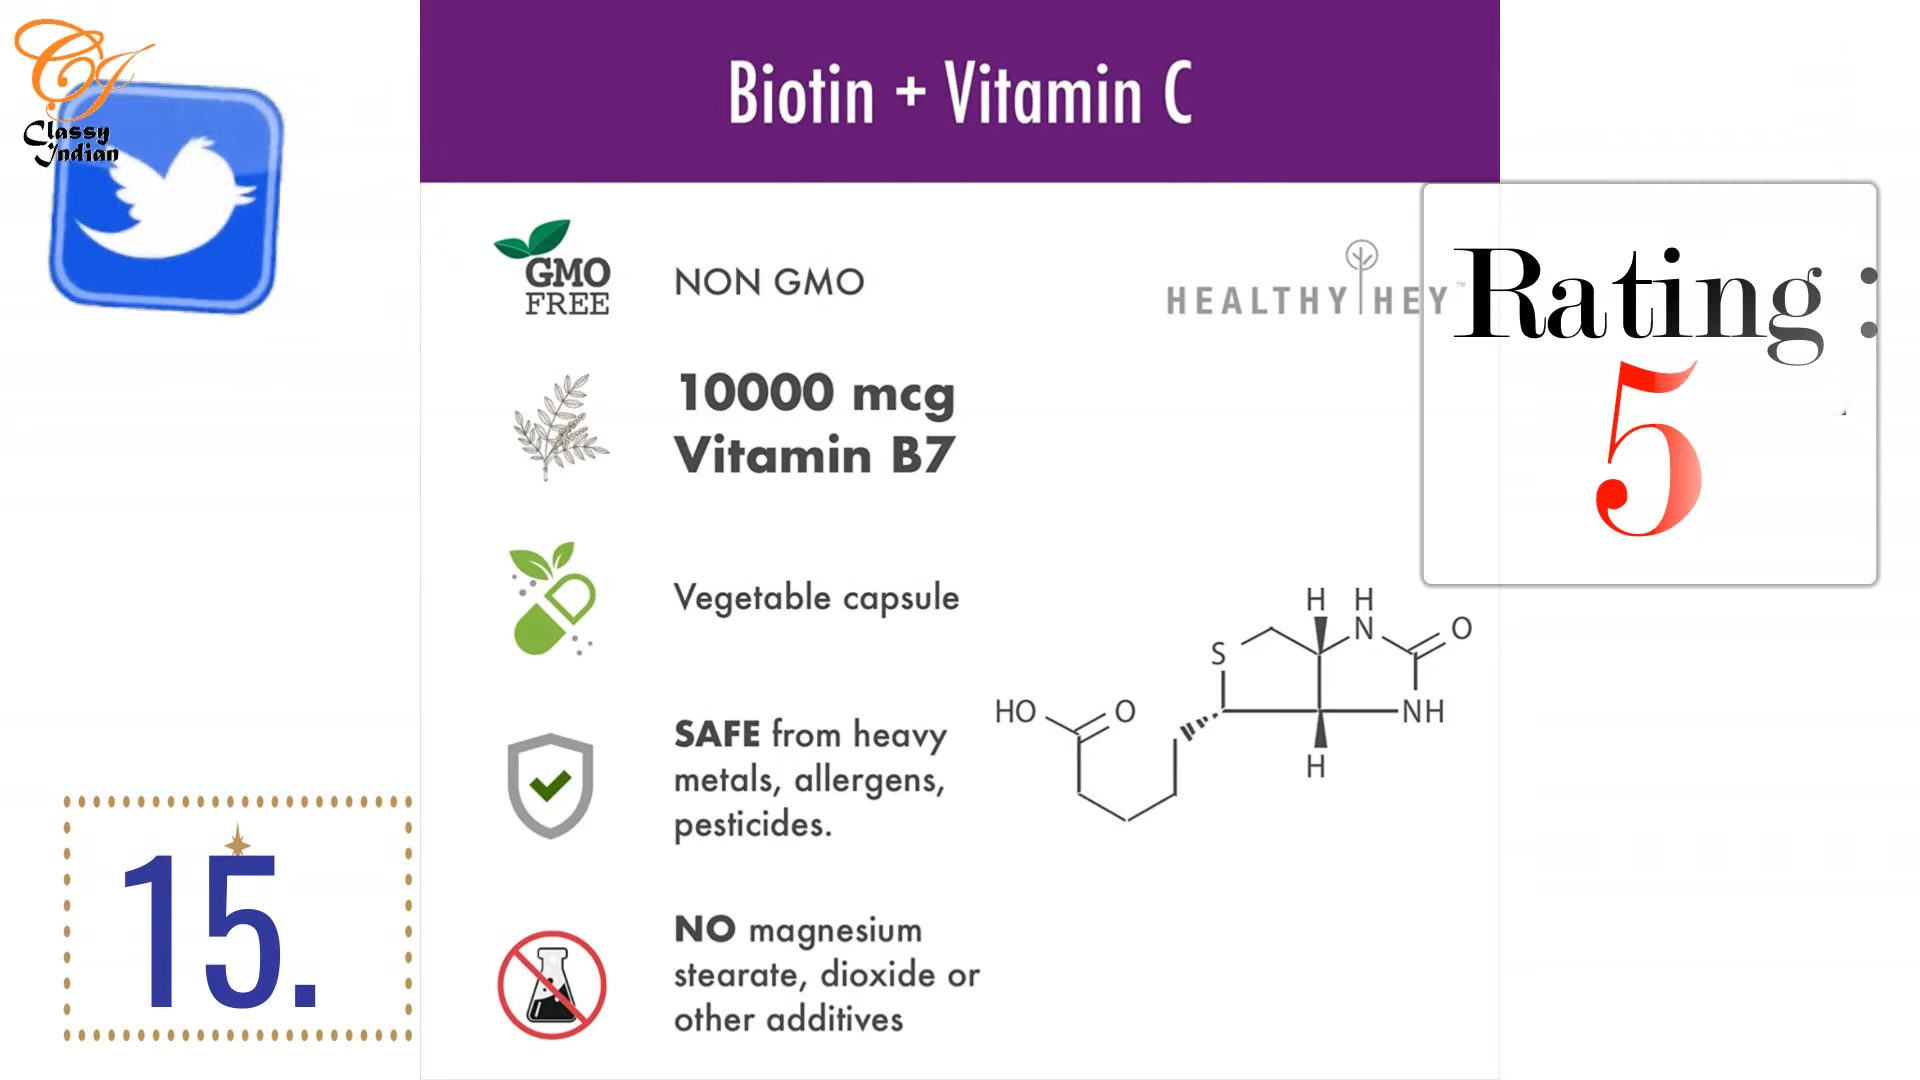 Classy
Indian
Biotin + Vitamin C
GMO
FREE
NON GMO
HEALTHY HEY™
Rating :
5
10000 mcg
Vitamin B7
Vegetable capsule
SAFE from heavy
metals, allergens,
pesticides.
H H
N
O
S
HO
O
NH
H
NO magnesium
stearate, dioxide or
other additives
15.